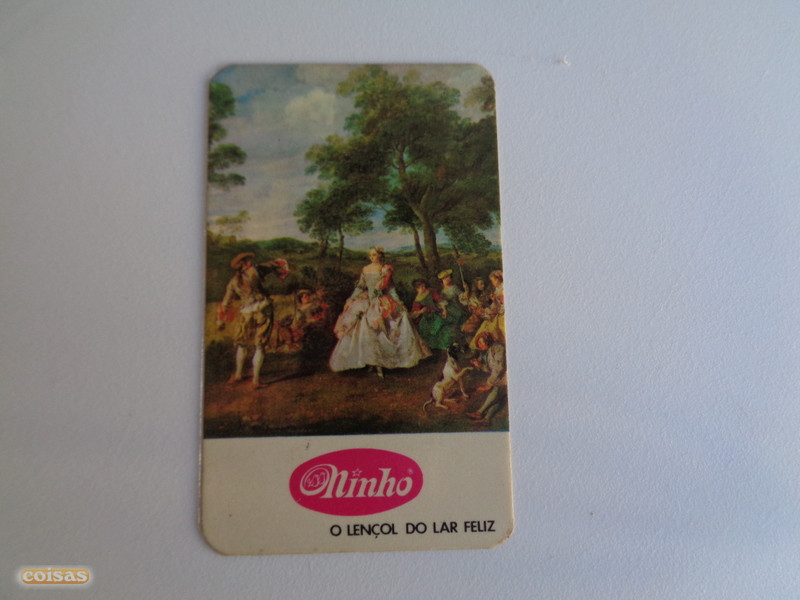 Ninho
O LENÇOL DO LAR FELIZ
coisas